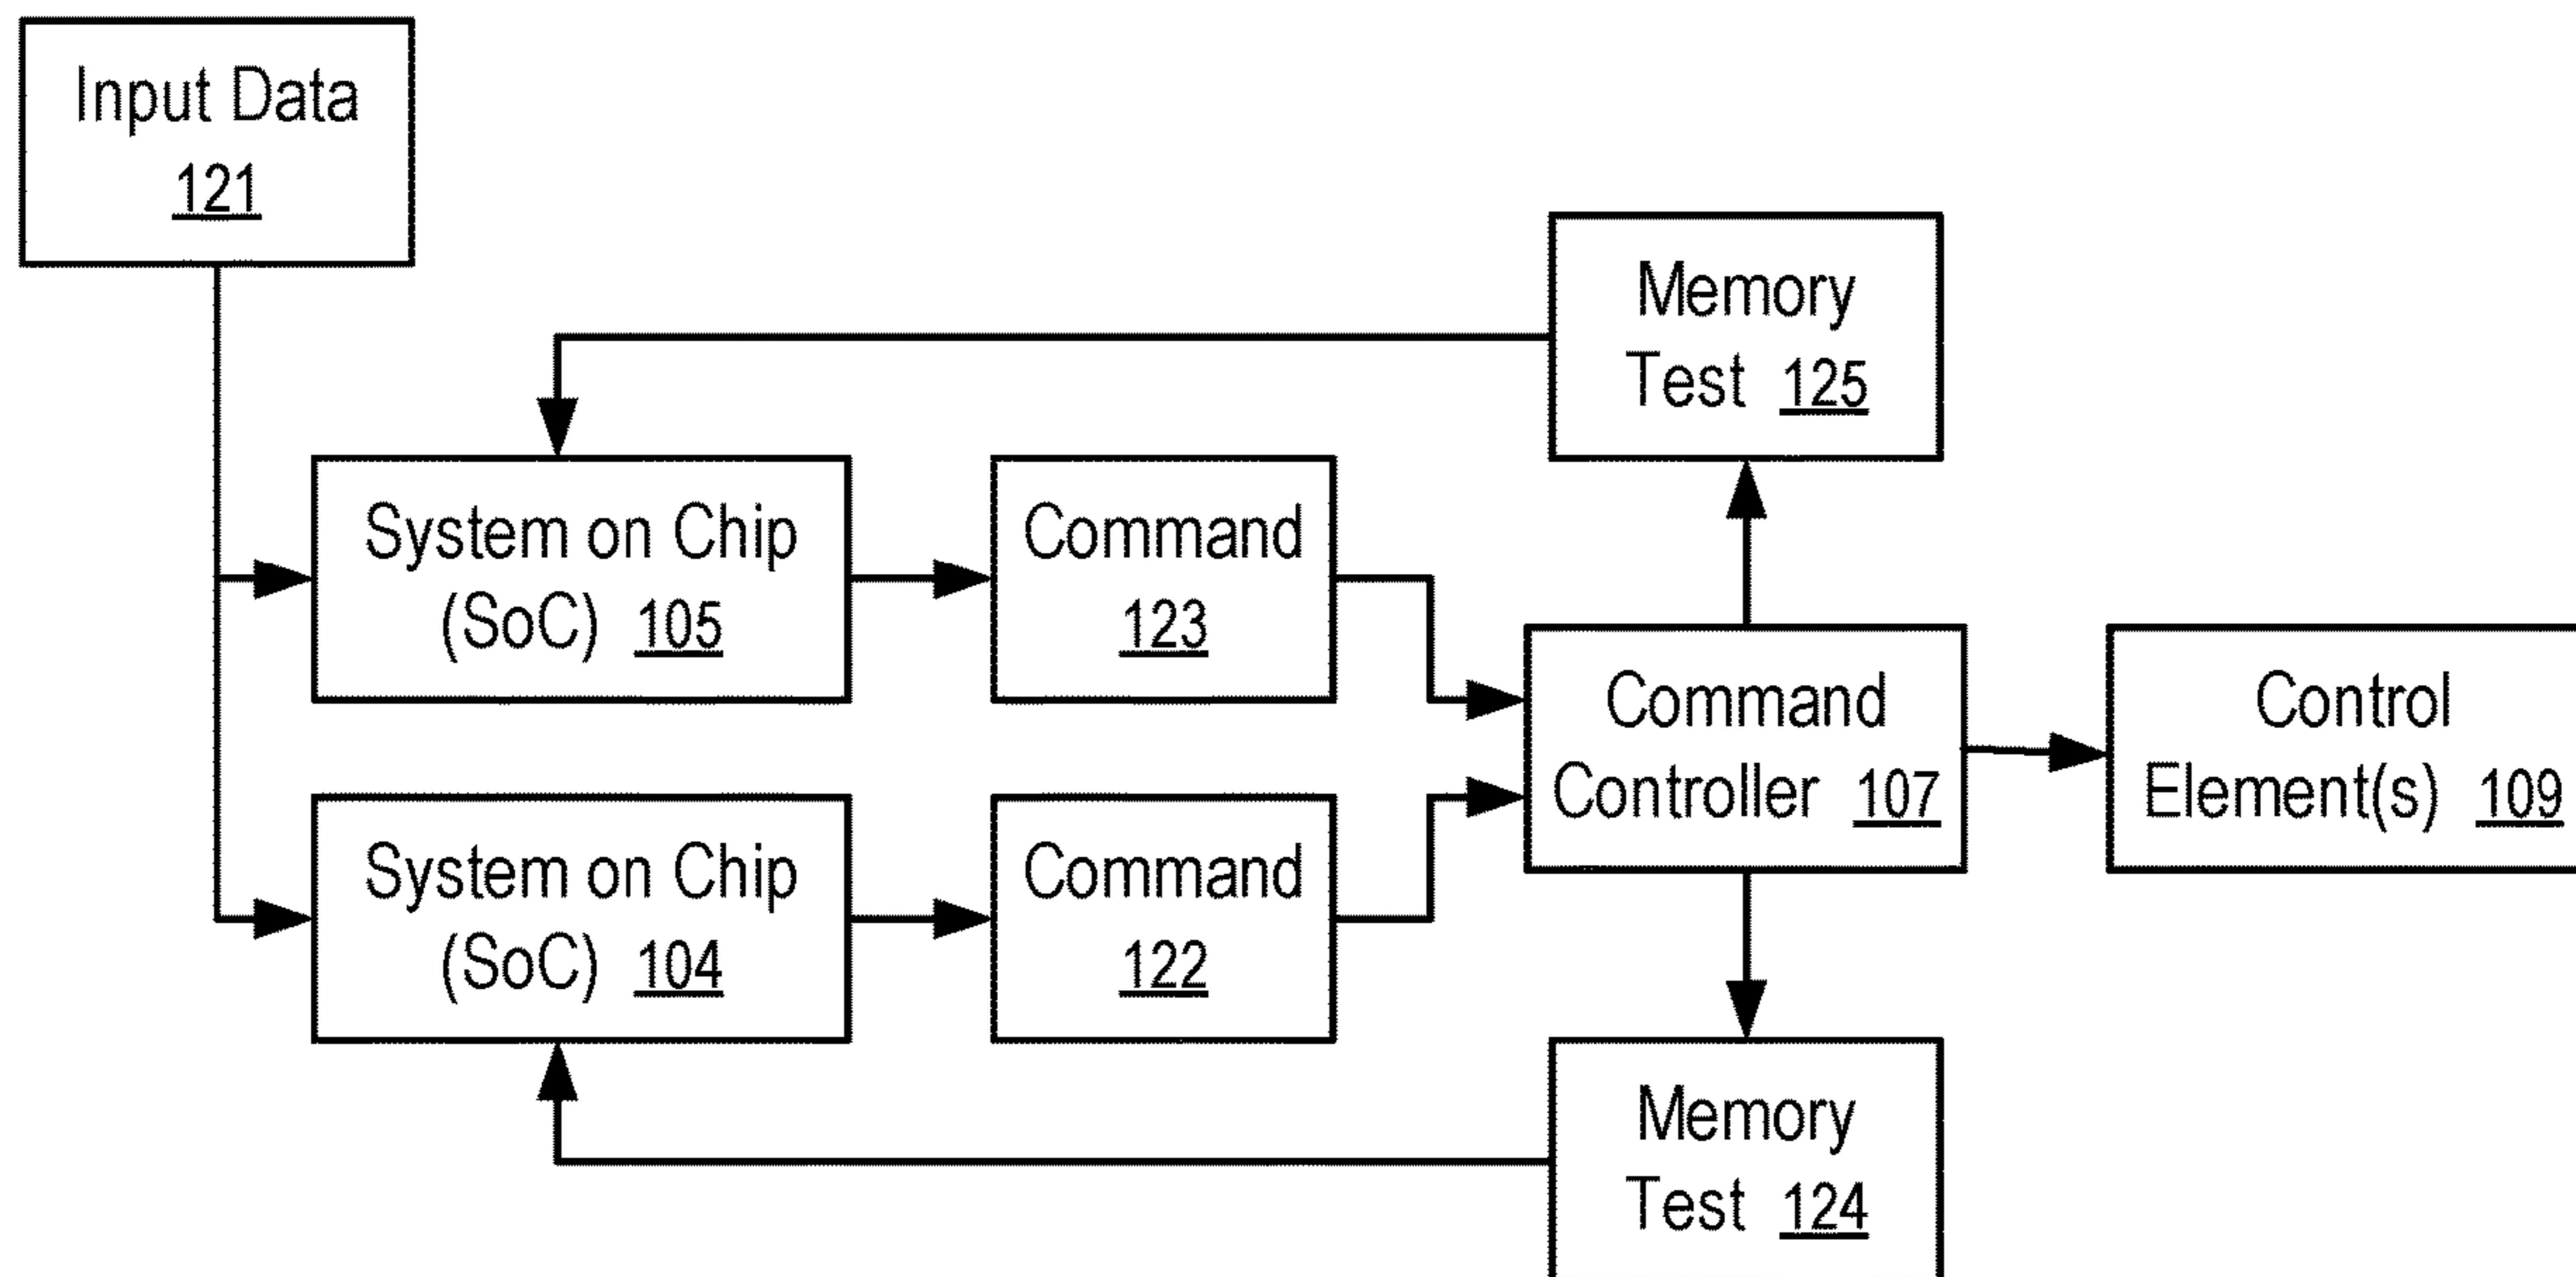 Input Data
121
Memory
Test 125
System on Chip
(SoC) 105
Command
123
Command
Controller 107
Control
Element(s) 109
System on Chip
(SoC) 104
Command
122
Memory
Test 124